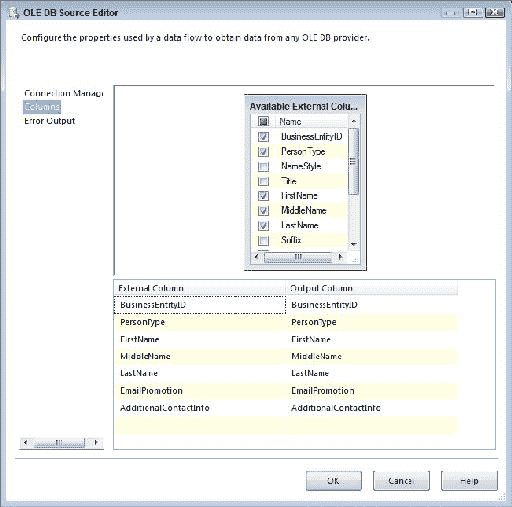 OLE DB Source Editor
Configure the properties used by a data flow to obtain data from any OLE DB provider.
Connection Manag
Columns
Error Output
Available External Colu...
Name
BusinessEntityID
PersonType
NameStyle
Title
FirstName
MiddleName
LastName
Suffix
External Column Output Column
BusinessEntityID BusinessEntityID
PersonType PersonType
FirstName FirstName
MiddleName MiddleName
LastName LastName
EmailPromotion EmailPromotion
AdditionalContactInfo AdditionalContactInfo
OK Cancel Help